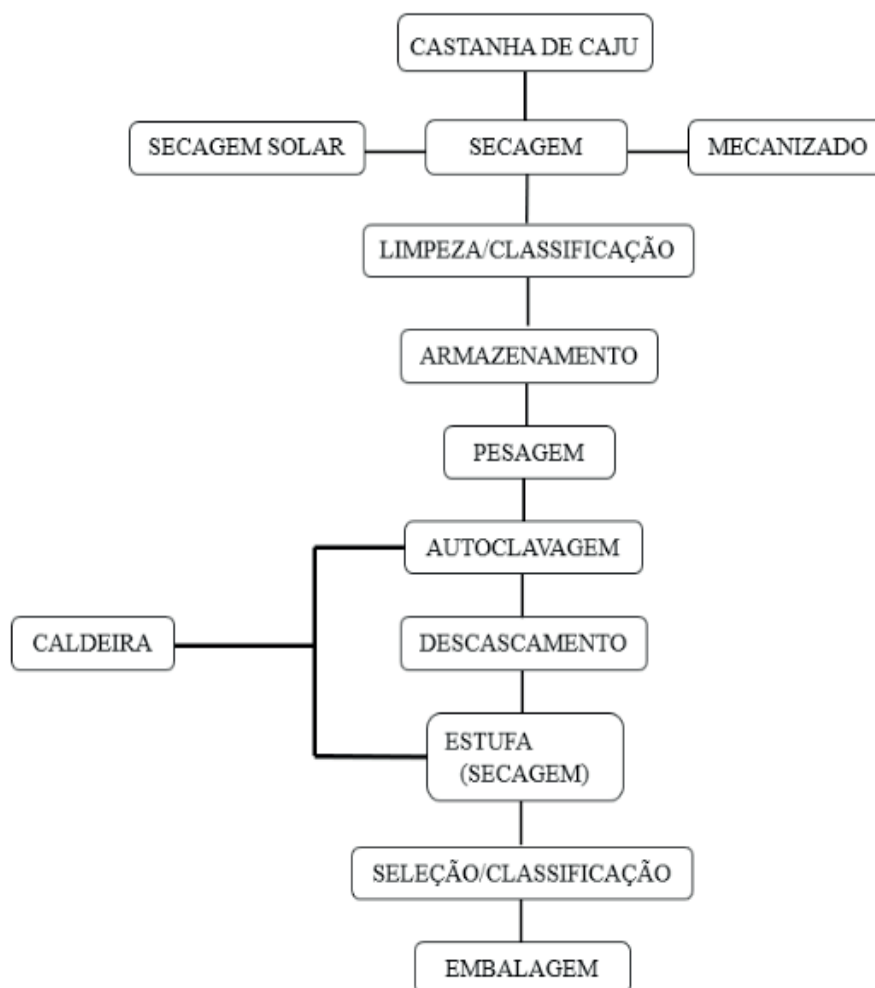 CASTANHA DE CAJU
SECAGEM SOLAR
SECAGEM
MECANIZADO
LIMPEZA/CLASSIFICAÇÃO
ARMAZENAMENTO
PESAGEM
AUTOCLAVAGEM
CALDEIRA
DESCASCAMENTO
ESTUFA
(SECAGEM)
SELEÇÃO/CLASSIFICAÇÃO
EMBALAGEM